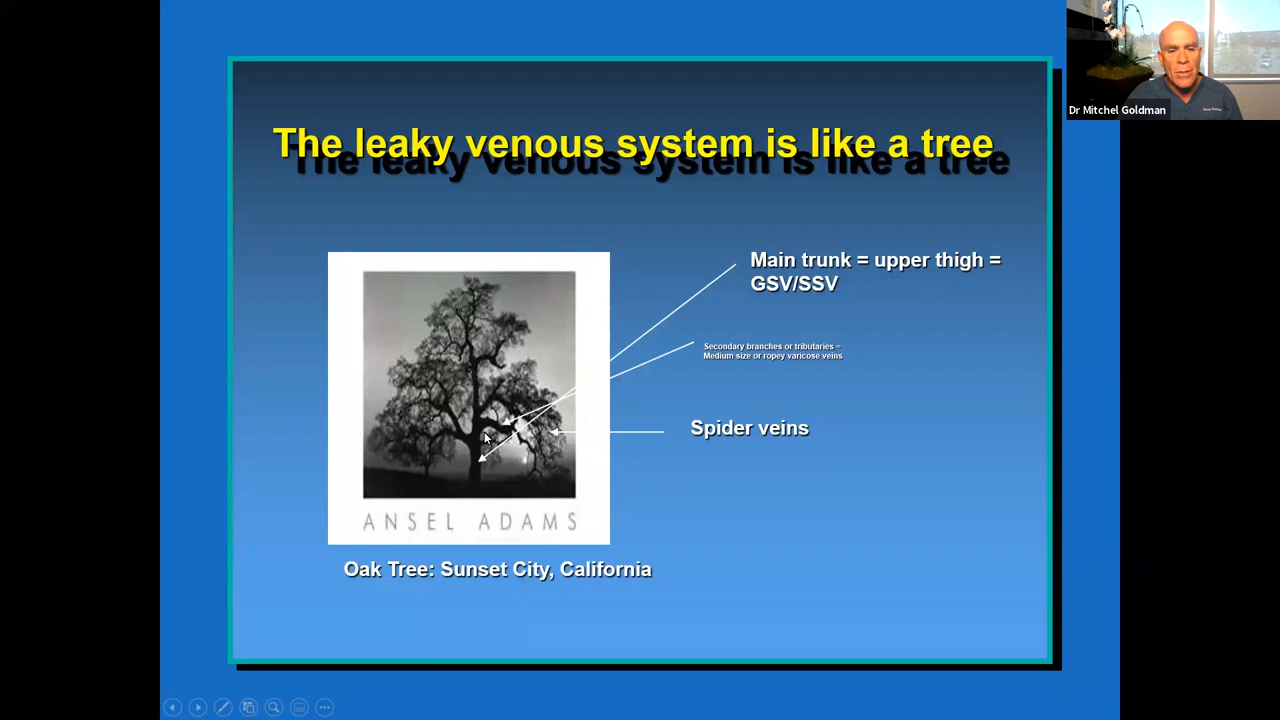 Dr Mitchel Goldman
The leaky venous system is like a tree
Main trunk = upper thigh =
GSV/SSV
Secondary branches or tributaries =
Medium size or ropey varicose veins
Spider veins
ANSEL ADAMS
Oak Tree: Sunset City, California